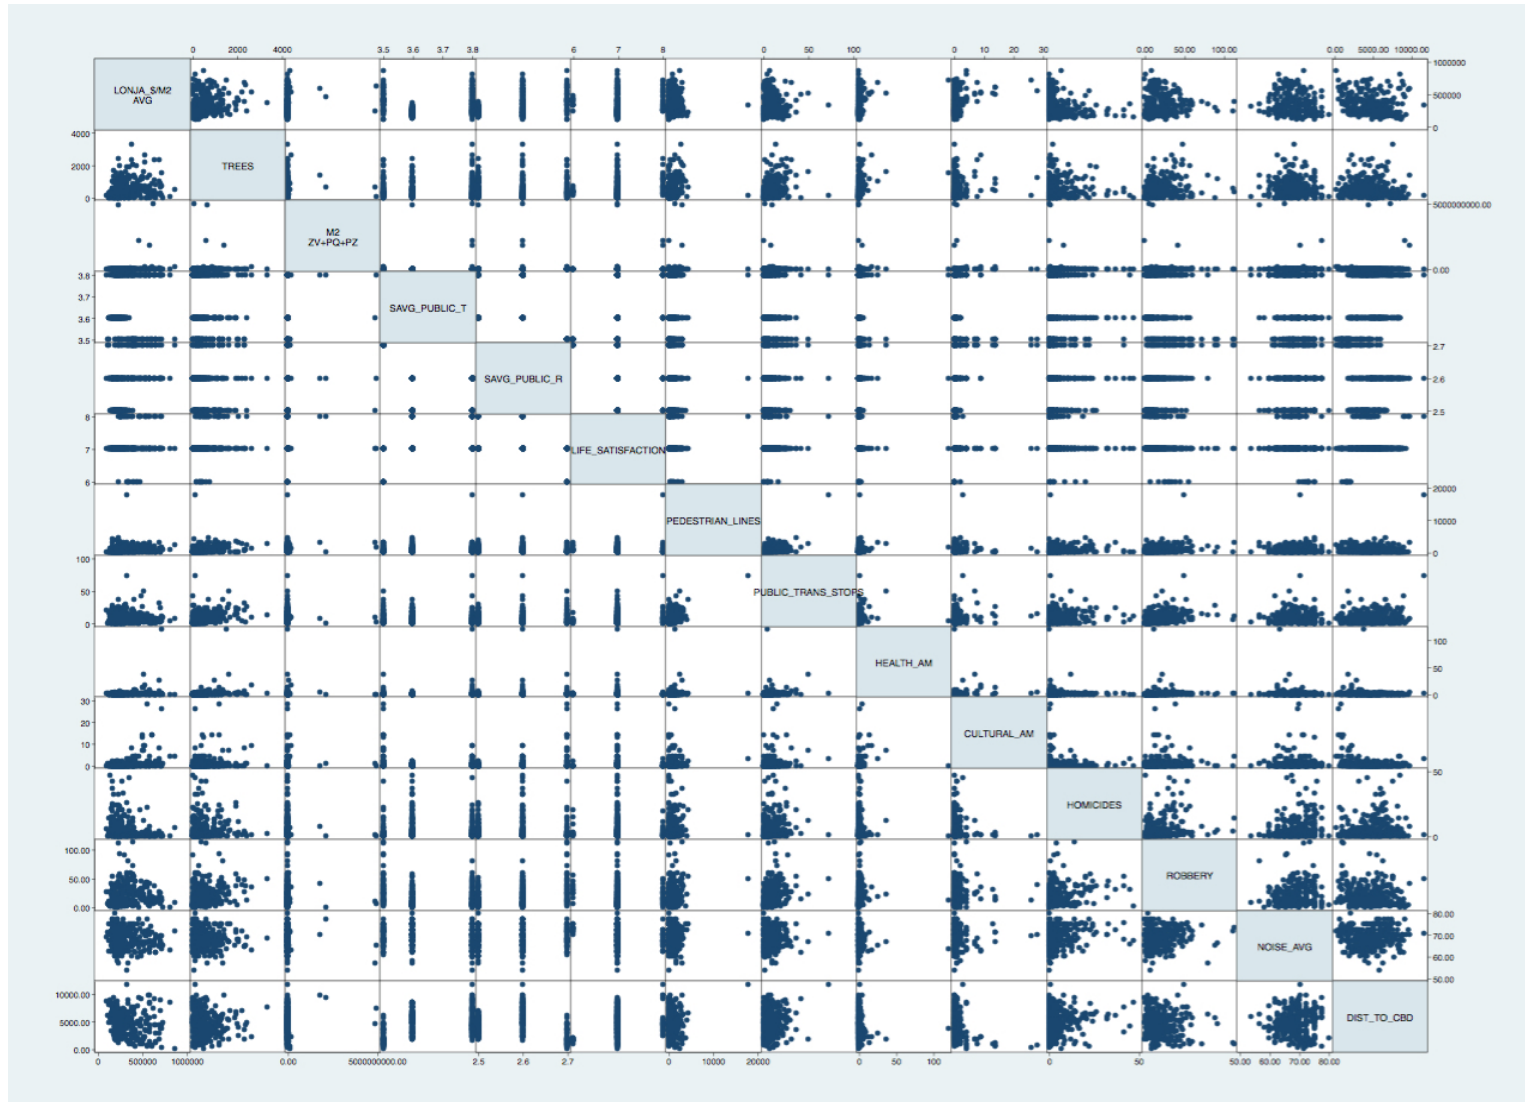 0 2000 4000 3.5 3.6 3.7 3.8 6 7 8 0 50 100 0 10 20 30 0.00 50.00 100.00 0.00 5000.00 10000.00
LONJA_$/M2
AVG
1000000
500000
0
4000
2000
0
TREES
M2
ZV+PQ+PZ
5000000000.00
0.00
3.8
3.7
3.6
3.5
SAVG_PUBLIC_T
SAVG_PUBLIC_R
2.7
2.6
2.5
8
7
6
LIFE_SATISFACTION
PEDESTRIAN_LINES
20000
10000
0
100
50
0
PUBLIC_TRANS_STOPS
HEALTH_AM
100
50
0
30
20
10
0
CULTURAL_AM
HOMICIDES
50
0
100.00
50.00
0.00
ROBBERY
NOISE_AVG
80.00
70.00
60.00
50.00
10000.00
5000.00
0.00
DIST_TO_CBD
0 500000 1000000 0.00 5000000000.00 2.5 2.6 2.7 0 10000 20000 0 50 100 0 50 50.00 60.00 70.00 80.00